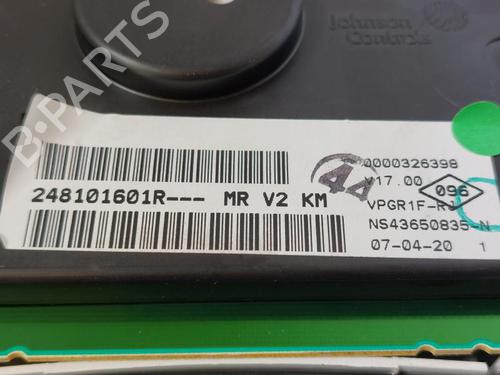 Johnson
Controls
B-PARTS
248101601R--- MR V2 KM
44
0000326398
V17.00
096
VPGR1F-RJ
NS43650835-N
07-04-20 1